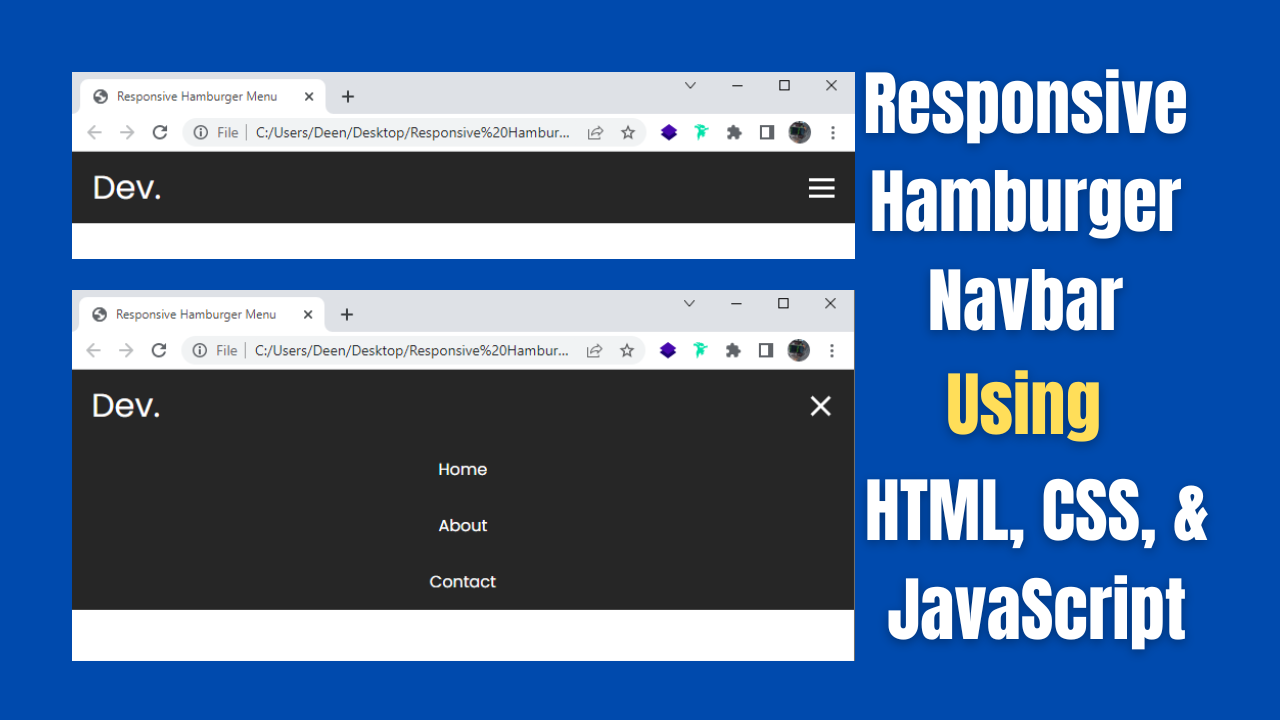 Responsive Hamburger Menu
File C:/Users/Deen/Desktop/Responsive%20Hambur...
Dev.
Responsive Hamburger Menu
File C:/Users/Deen/Desktop/Responsive%20Hambur...
Dev.
Home
About
Contact
Responsive
Hamburger
Navbar
Using
HTML, CSS, &
JavaScript